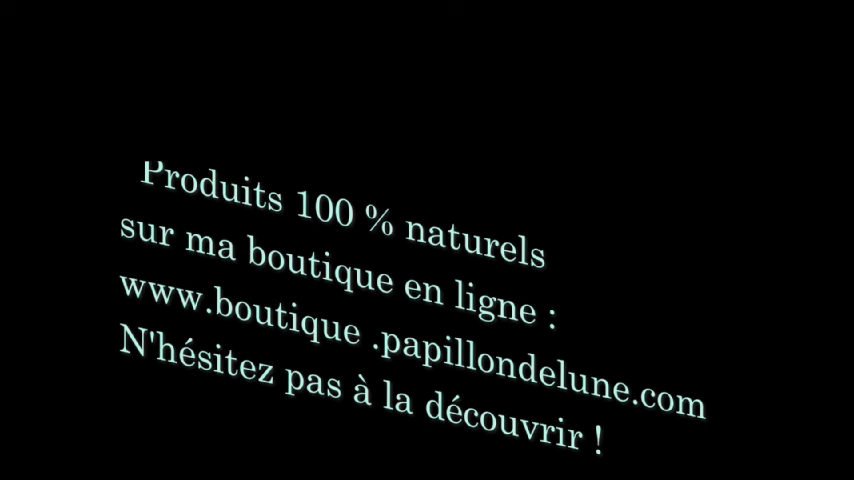 Produits 100 % naturels
sur ma boutique en ligne :
www.boutique .papillondelune.com
N'hésitez pas à la découvrir !